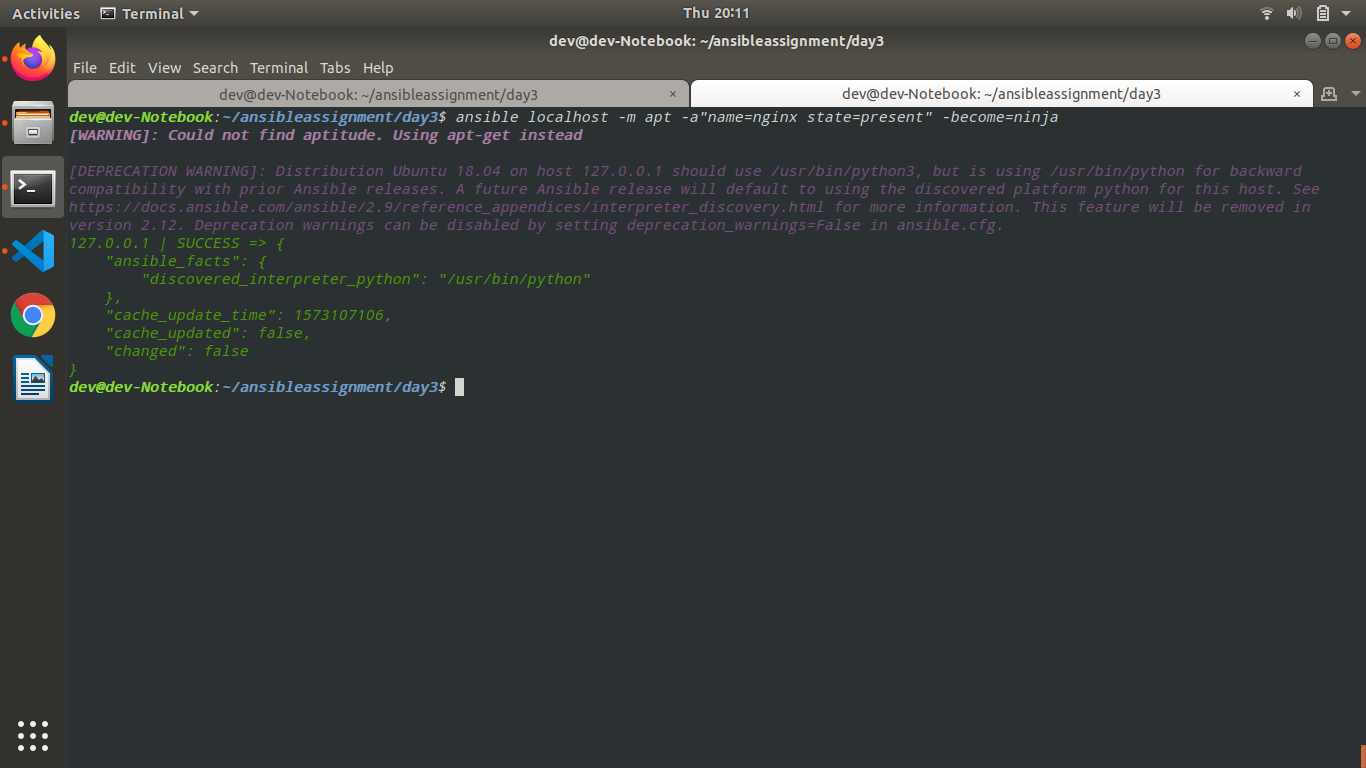 Activities Terminal Thu 20:11
dev@dev-Notebook: ~/ansibleassignment/day3
File Edit View Search Terminal Tabs Help
dev@dev-Notebook: ~/ansibleassignment/day3 × dev@dev-Notebook: ~/ansibleassignment/day3 ×
dev@dev-Notebook:~/ansibleassignment/day3$ ansible localhost -m apt -a"name=nginx state=present" -become=ninja
[WARNING]: Could not find aptitude. Using apt-get instead
[DEPRECATION WARNING]: Distribution Ubuntu 18.04 on host 127.0.0.1 should use /usr/bin/python3, but is using /usr/bin/python for backward
compatibility with prior Ansible releases. A future Ansible release will default to using the discovered platform python for this host. See
https://docs.ansible.com/ansible/2.9/reference_appendices/interpreter_discovery.html for more information. This feature will be removed in
version 2.12. Deprecation warnings can be disabled by setting deprecation_warnings=False in ansible.cfg.
127.0.0.1 | SUCCESS => {
    "ansible_facts": {
        "discovered_interpreter_python": "/usr/bin/python"
    },
    "cache_update_time": 1573107106,
    "cache_updated": false,
    "changed": false
}
dev@dev-Notebook:~/ansibleassignment/day3$